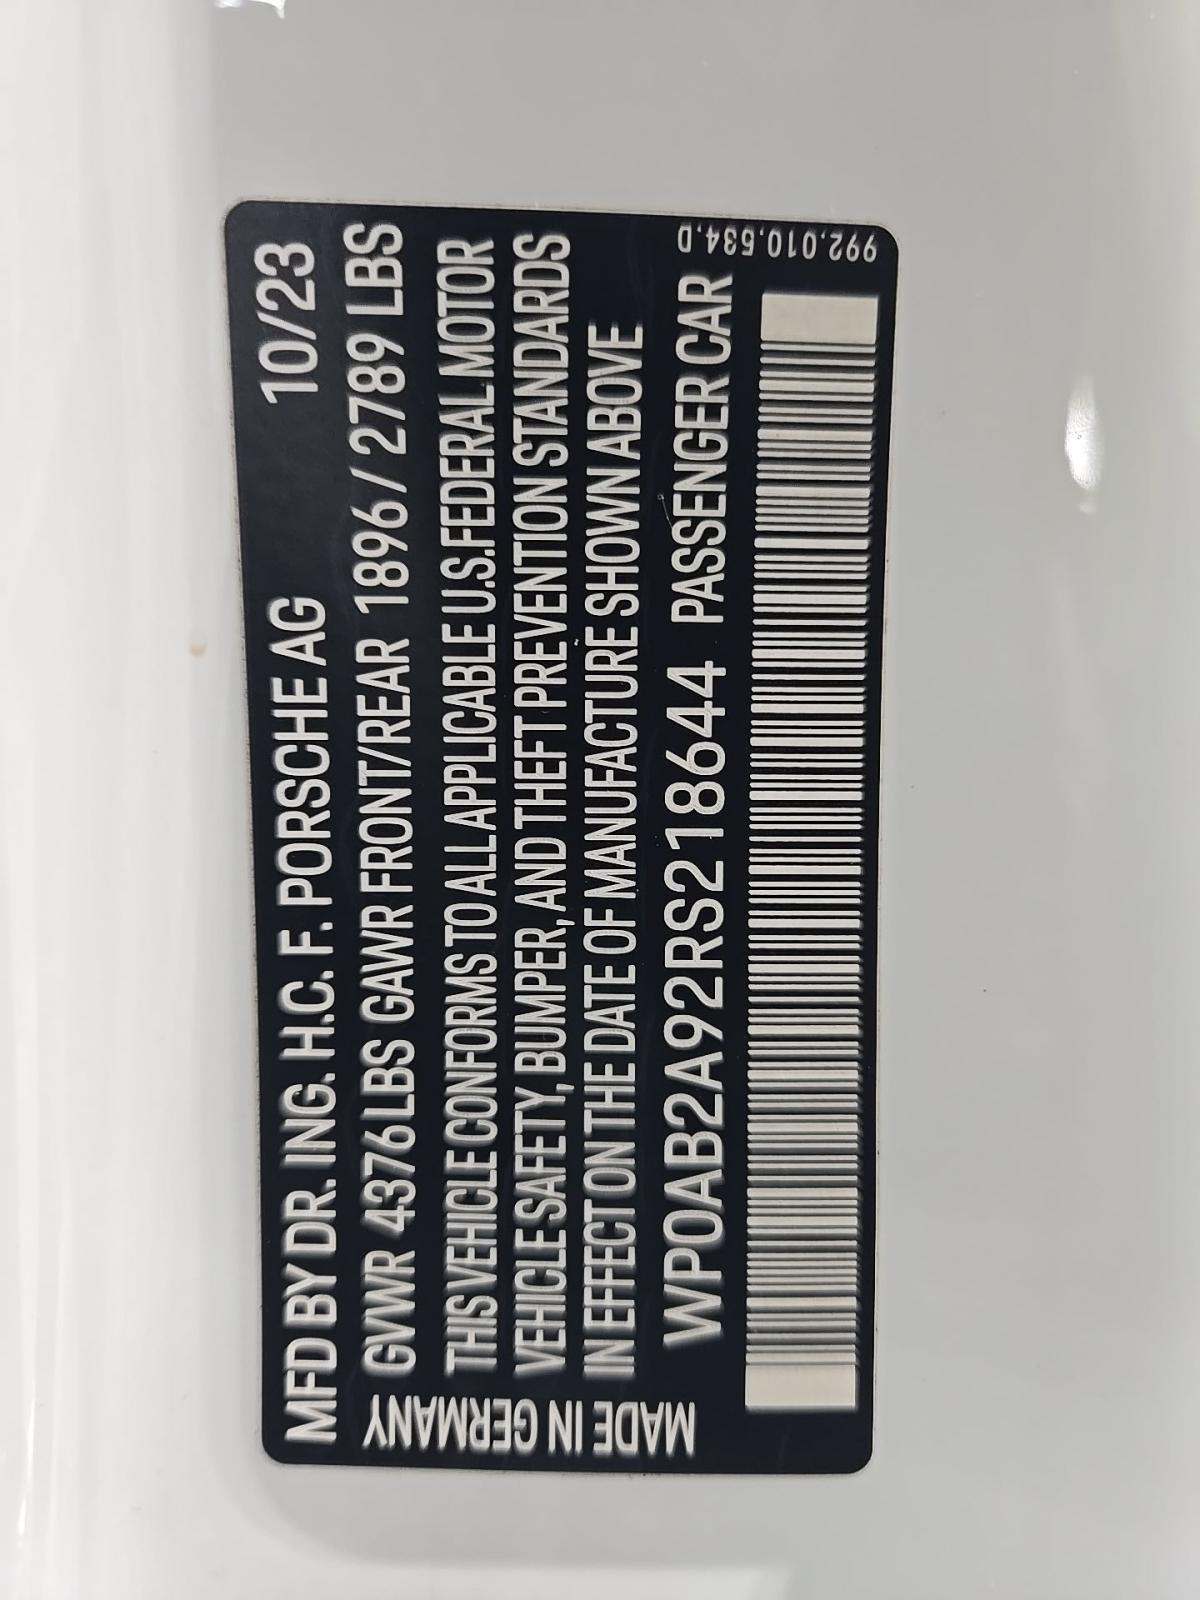 MFD BY DR. ING. H.C. F. PORSCHE AG 10/23
GVWR 4376 LBS GAWR FRONT/REAR 1896 / 2789 LBS
THIS VEHICLE CONFORMS TO ALL APPLICABLE U.S. FEDERAL MOTOR
VEHICLE SAFETY, BUMPER, AND THEFT PREVENTION STANDARDS
IN EFFECT ON THE DATE OF MANUFACTURE SHOWN ABOVE
WP0AB2A92RS218644 PASSENGER CAR
MADE IN GERMANY
992.010.534.D